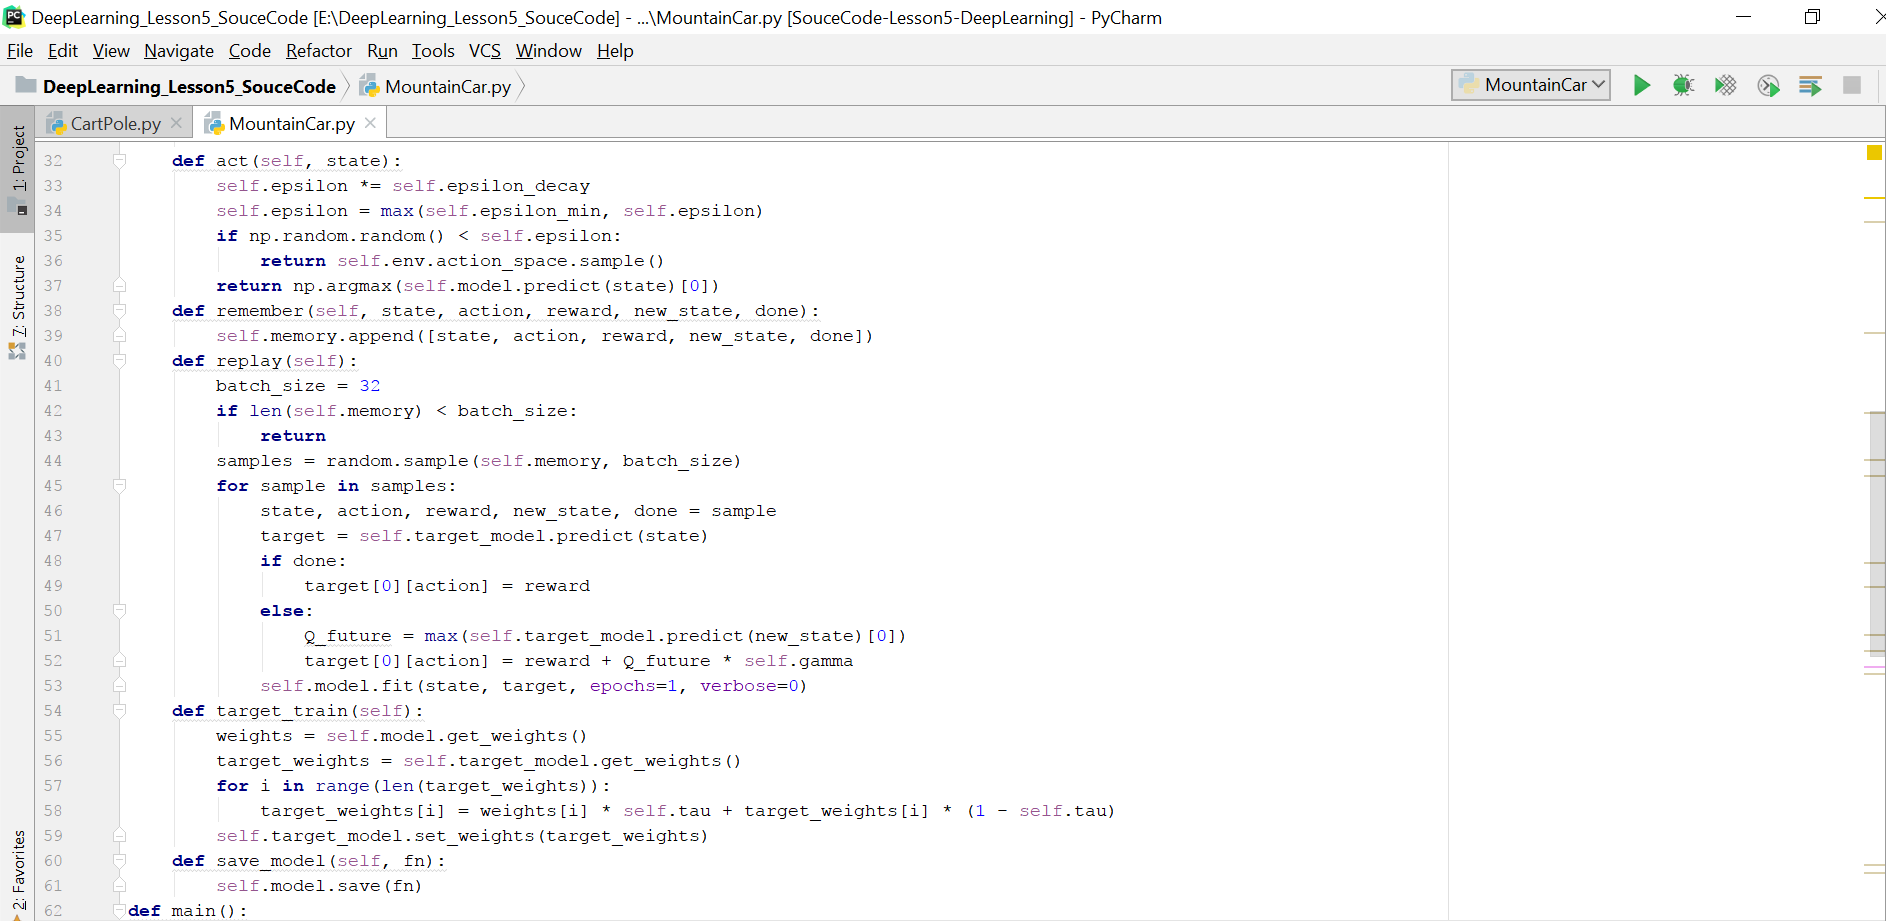 PC DeepLearning_Lesson5_SouceCode [E:\DeepLearning_Lesson5_SouceCode] - ...\MountainCar.py [SouceCode-Lesson5-DeepLearning] - PyCharm
File Edit View Navigate Code Refactor Run Tools VCS Window Help
DeepLearning_Lesson5_SouceCode MountainCar.py MountainCar
CartPole.py MountainCar.py
1: Project
7: Structure
2: Favorites
32 def act(self, state):
33 self.epsilon *= self.epsilon_decay
34 self.epsilon = max(self.epsilon_min, self.epsilon)
35 if np.random.random() < self.epsilon:
36 return self.env.action_space.sample()
37 return np.argmax(self.model.predict(state)[0])
38 def remember(self, state, action, reward, new_state, done):
39 self.memory.append([state, action, reward, new_state, done])
40 def replay(self):
41 batch_size = 32
42 if len(self.memory) < batch_size:
43 return
44 samples = random.sample(self.memory, batch_size)
45 for sample in samples:
46 state, action, reward, new_state, done = sample
47 target = self.target_model.predict(state)
48 if done:
49 target[0][action] = reward
50 else:
51 Q_future = max(self.target_model.predict(new_state)[0])
52 target[0][action] = reward + Q_future * self.gamma
53 self.model.fit(state, target, epochs=1, verbose=0)
54 def target_train(self):
55 weights = self.model.get_weights()
56 target_weights = self.target_model.get_weights()
57 for i in range(len(target_weights)):
58 target_weights[i] = weights[i] * self.tau + target_weights[i] * (1 - self.tau)
59 self.target_model.set_weights(target_weights)
60 def save_model(self, fn):
61 self.model.save(fn)
62 def main():